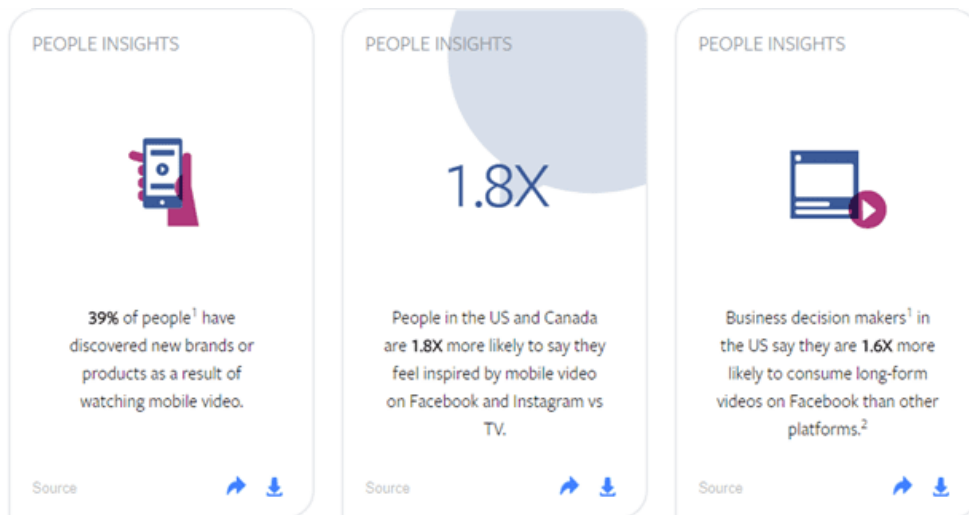 PEOPLE INSIGHTS
39% of people¹ have
discovered new brands or
products as a result of
watching mobile video.
Source
PEOPLE INSIGHTS
1.8X
People in the US and Canada
are 1.8X more likely to say they
feel inspired by mobile video
on Facebook and Instagram vs
TV.
Source
PEOPLE INSIGHTS
Business decision makers¹ in
the US say they are 1.6X more
likely to consume long-form
videos on Facebook than other
platforms.²
Source